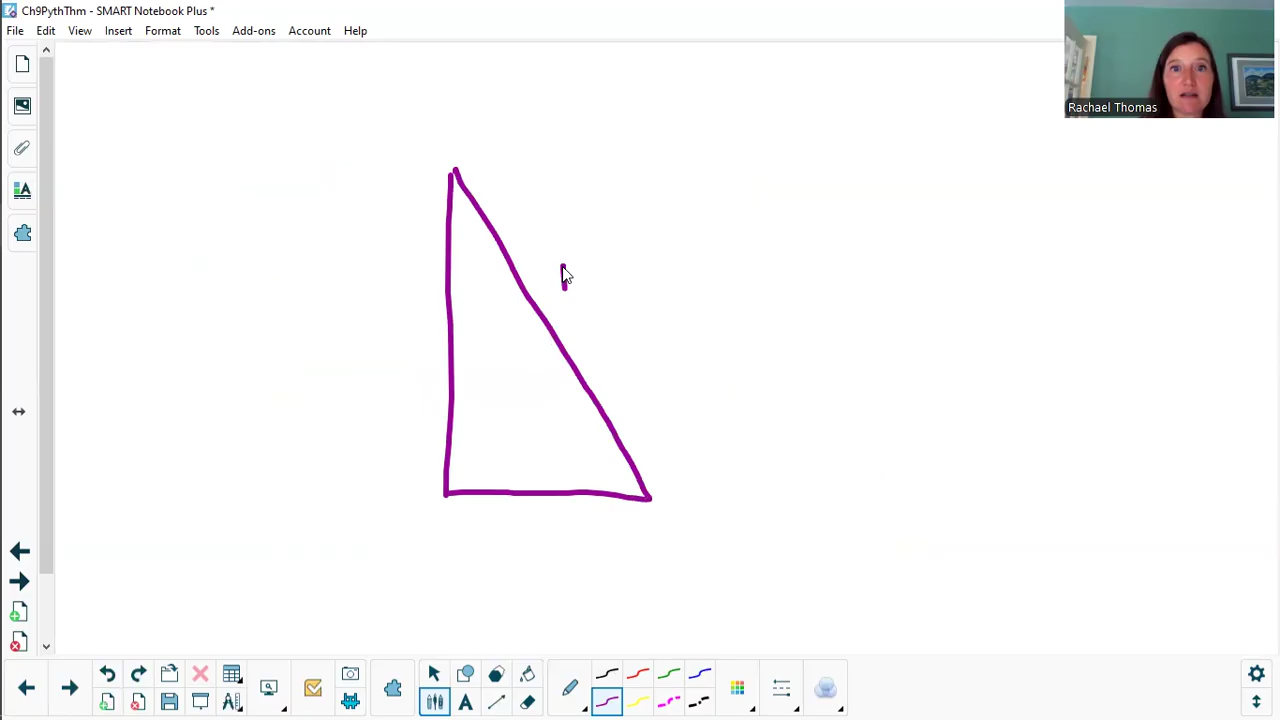 Ch9PythThm - SMART Notebook Plus *
File Edit View Insert Format Tools Add-ons Account Help
Rachael Thomas